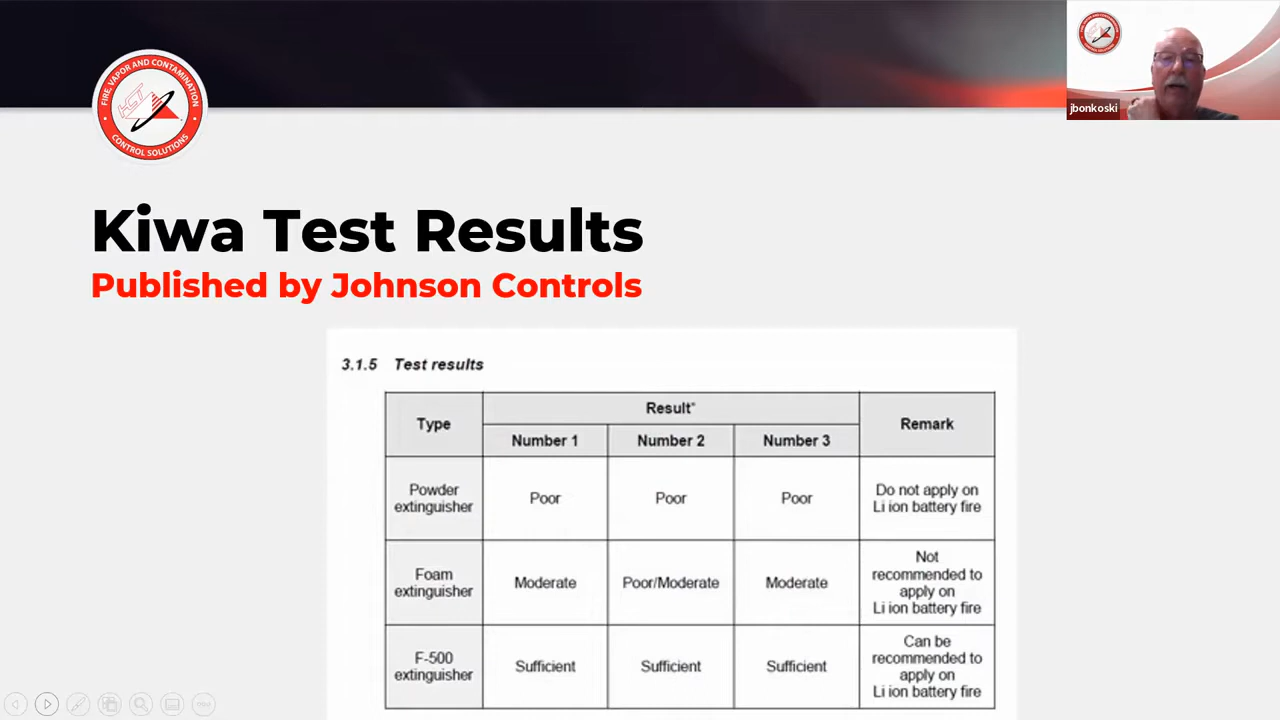 FIRE, VAPOR AND CONTAMINATION
CONTROL SOLUTIONS
HCT
jbonkoski
Kiwa Test Results
Published by Johnson Controls
3.1.5 Test results
Type
Result*
Remark
Number 1
Number 2
Number 3
Powder
extinguisher
Poor
Poor
Poor
Do not apply on
Li ion battery fire
Foam
extinguisher
Moderate
Poor/Moderate
Moderate
Not
recommended to
apply on
Li ion battery fire
F-500
extinguisher
Sufficient
Sufficient
Sufficient
Can be
recommended to
apply on
Li ion battery fire